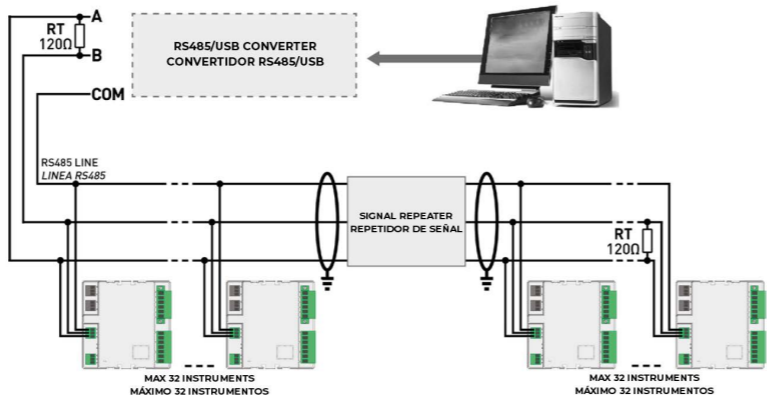 A
RT
120Ω
B
COM
RS485/USB CONVERTER
CONVERTIDOR RS485/USB
RS485 LINE
LINEA RS485
SIGNAL REPEATER
REPETIDOR DE SEÑAL
RT
120Ω
MAX 32 INSTRUMENTS
MÁXIMO 32 INSTRUMENTOS
MAX 32 INSTRUMENTS
MÁXIMO 32 INSTRUMENTOS